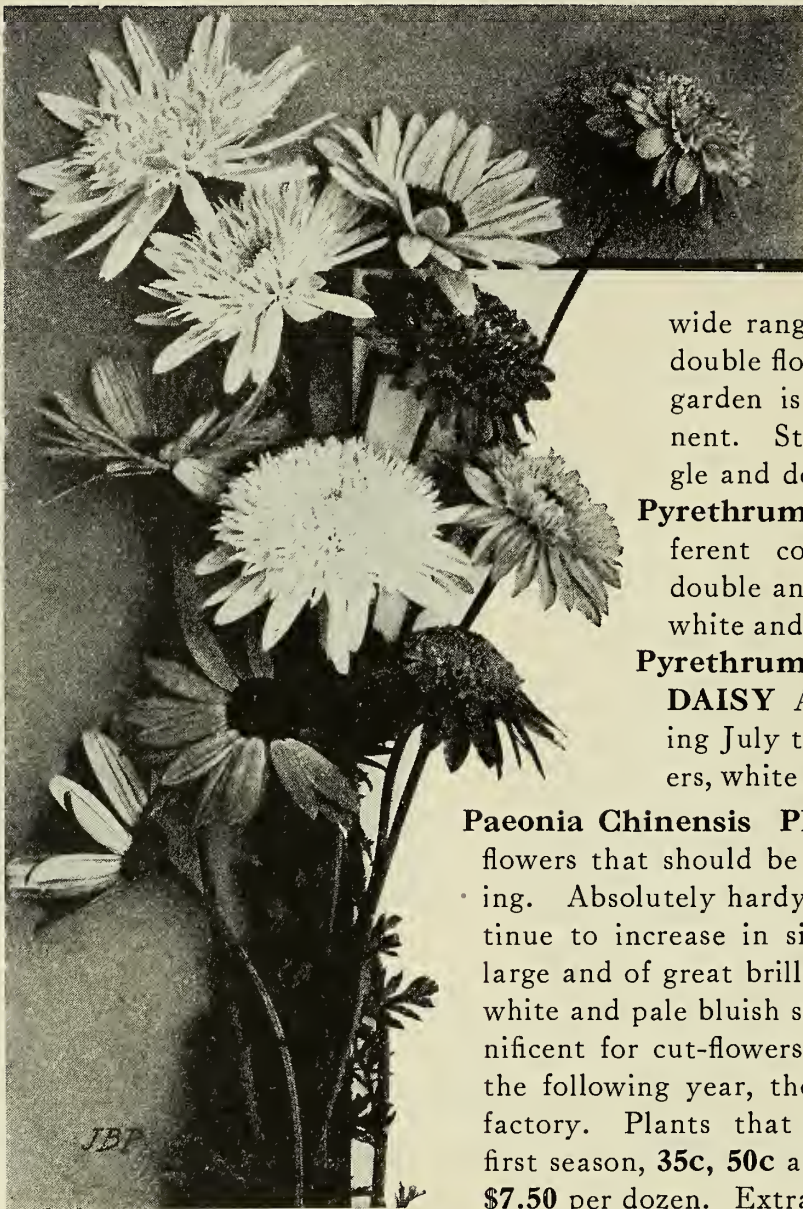 wide rang
double flo
garden is
nent. St
gle and de
Pyrethrum
ferent co
double an
white and
Pyrethrum
DAISY A
ing July t
ers, white
Paeonia Chinensis P
flowers that should be
ing. Absolutely hardy
tinue to increase in si
large and of great brill
white and pale bluish s
nificent for cut-flowers
the following year, the
factory. Plants that
first season, 35c, 50c a
$7.50 per dozen. Extra
JBP